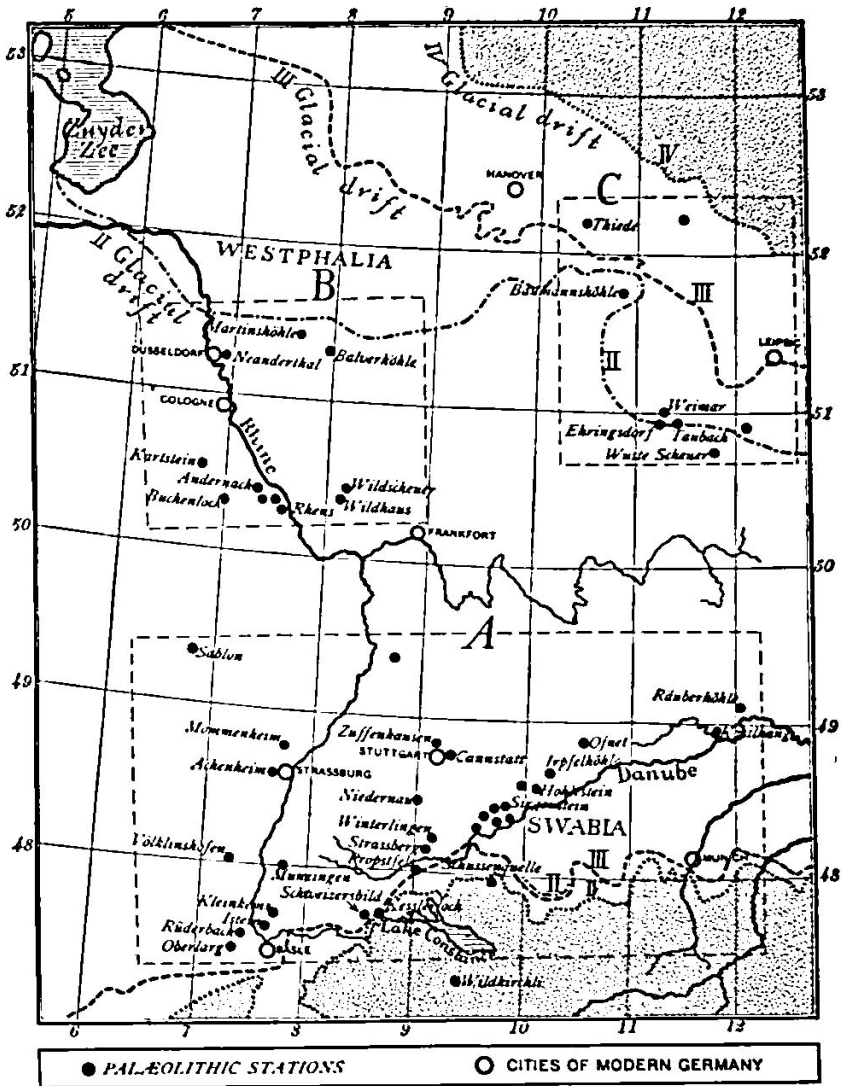 5 6 7 8 9 10 11 12
53
III Glacial drift
IV Glacial drift
53
Zuyder
Zee
IV
HANOVER
C
Thiede
52
52
II Glacial drift
WESTPHALIA
B
Baumannshöhle
III
Martinshöhle
DUSSELDORF
Neanderthal
Balverhöhle
LEIPSIC
II
51
COLOGNE
Weimar
51
Ehringsdorf
Taubach
Wuste Scheuer
Rhine
Kartstein
Andernach
Wildscheuer
Buchenloch
Wildhaus
Rhens
50
FRANKFORT
50
A
Sablon
49
Räuberhöhle
49
Mommenheim
Zuffenhausen
Ofnet
STUTTGART
Cannstatt
Irpfelhöhle
Achenheim
STRASSBURG
Danube
Niedernau
Hohlestein
Sirgenstein
Winterlingen
SWABIA
48
Strassberg
Völklinshofen
Propstfels
Schussenquelle
III
MUNICH
48
Munzingen
II
II
Schweizersbild
Kesslerloch
Kleinkems
Istein
Lake Constance
Rüderbach
Oberlarg
BASLE
Wildkirchli
6 7 8 9 10 11 12
PALÆOLITHIC STATIONS
CITIES OF MODERN GERMANY